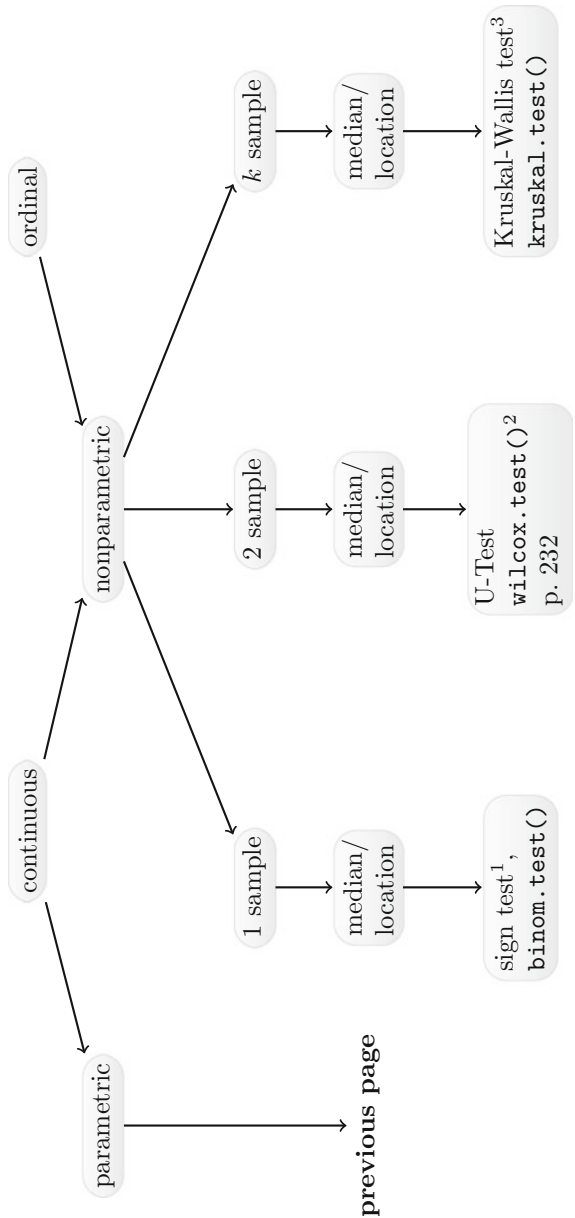 continuous
ordinal
parametric
nonparametric
1 sample
2 sample
k sample
median/
location
median/
location
median/
location
previous page
sign test¹,
binom.test()
U-Test
wilcox.test()²
p. 232
Kruskal-Wallis test³
kruskal.test()